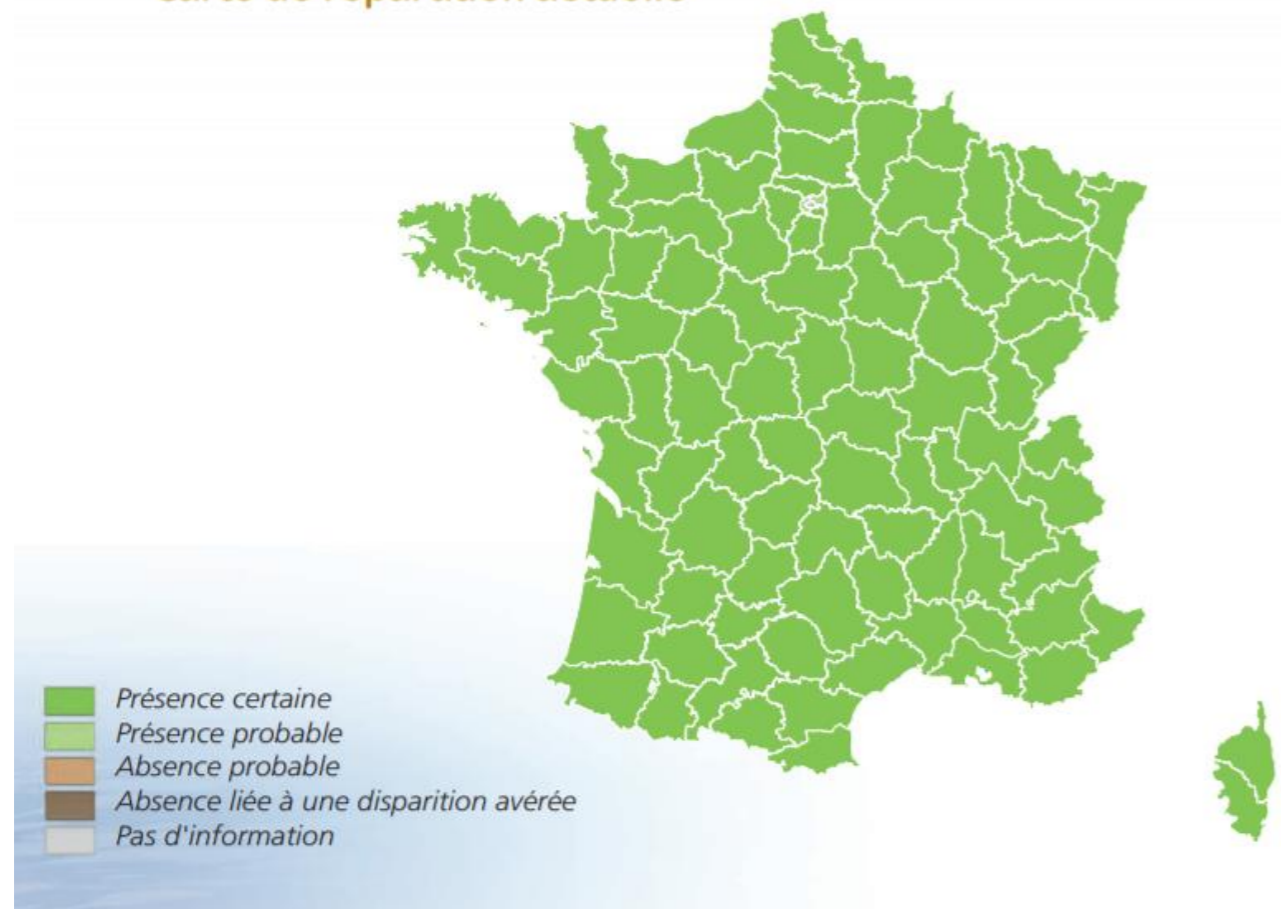 Présence certaine
Présence probable
Absence probable
Absence liée à une disparition avérée
Pas d'information